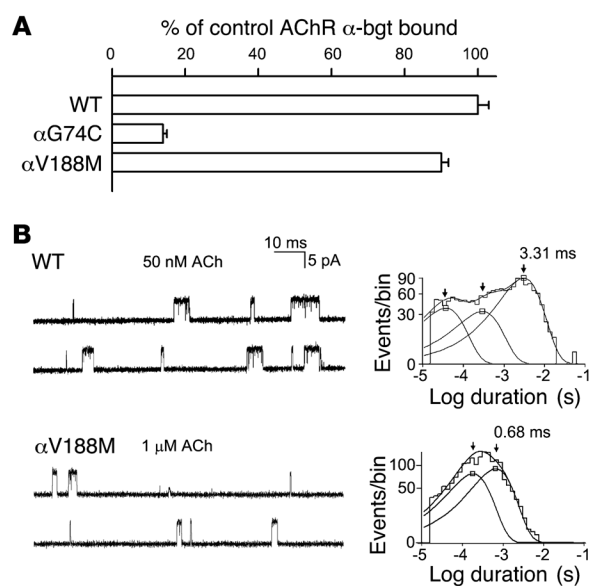 A
% of control AChR α-bgt bound
0 20 40 60 80 100
WT
αG74C
αV188M
B
WT
50 nM ACh
10 ms
5 pA
3.31 ms
Events/bin
90
60
30
0
-5 -4 -3 -2 -1
Log duration (s)
αV188M
1 μM ACh
0.68 ms
Events/bin
100
50
0
-5 -4 -3 -2 -1
Log duration (s)